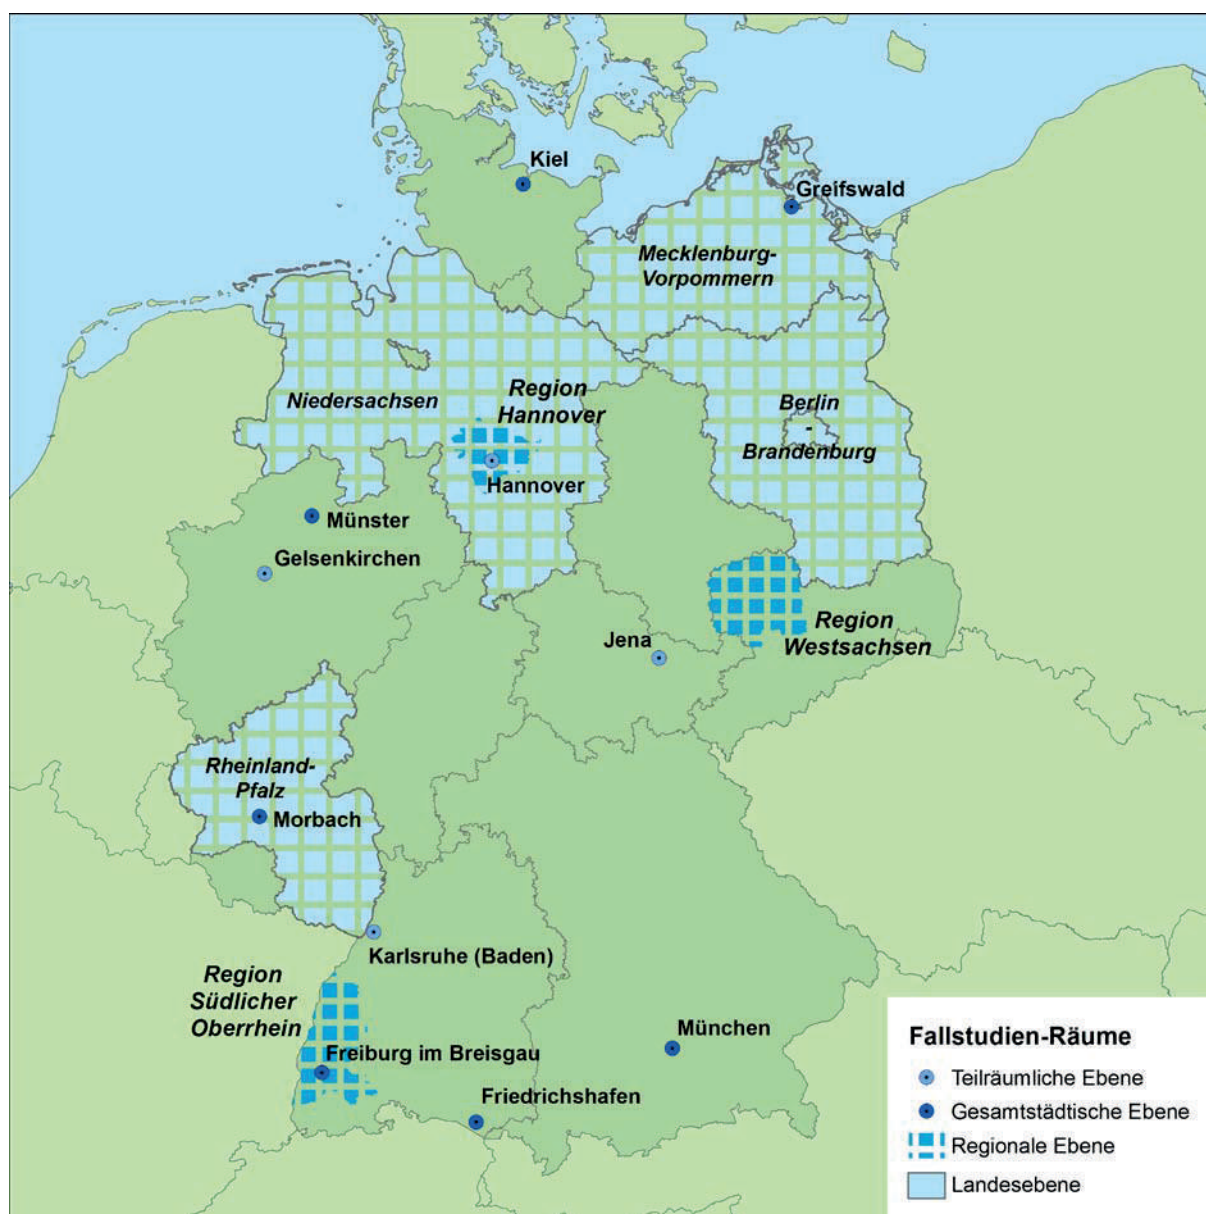 Kiel
Greifswald
Mecklenburg-
Vorpommern
Niedersachsen
Region
Hannover
Berlin
-
Brandenburg
Hannover
Münster
Gelsenkirchen
Jena
Region
Westsachsen
Rheinland-
Pfalz
Morbach
Karlsruhe (Baden)
Region
Südlicher
Oberrhein
Freiburg im Breisgau
München
Friedrichshafen
Fallstudien-Räume
Teilräumliche Ebene
Gesamtstädtische Ebene
Regionale Ebene
Landesebene